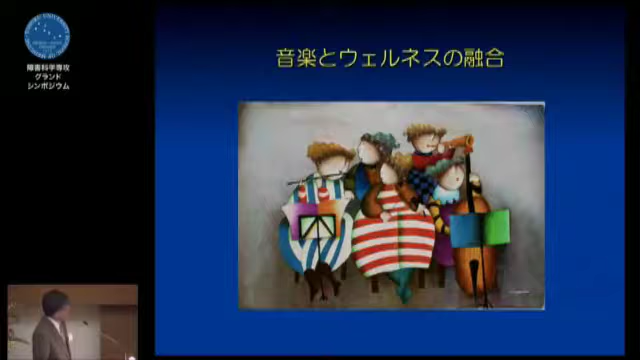 障害科学専攻
グランド
シンポジウム
音楽とウェルネスの融合